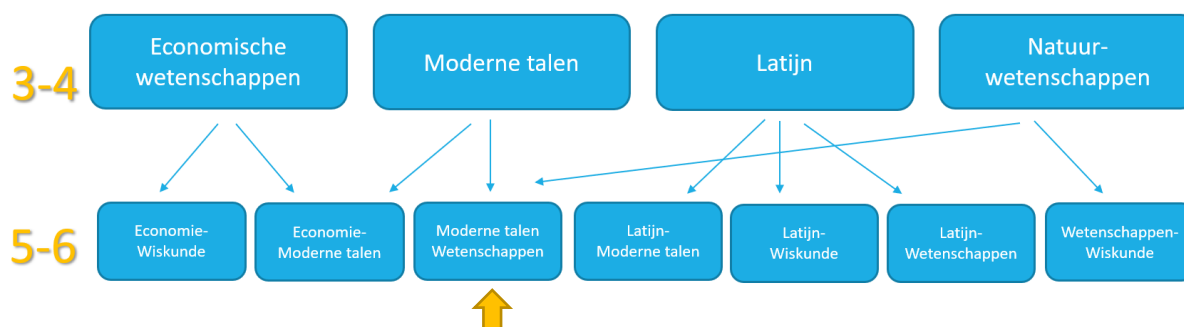 3-4
Economische
wetenschappen
Moderne talen
Latijn
Natuur-
wetenschappen
5-6
Economie-
Wiskunde
Economie-
Moderne talen
Moderne talen
Wetenschappen
Latijn-
Moderne talen
Latijn-
Wiskunde
Latijn-
Wetenschappen
Wetenschappen-
Wiskunde